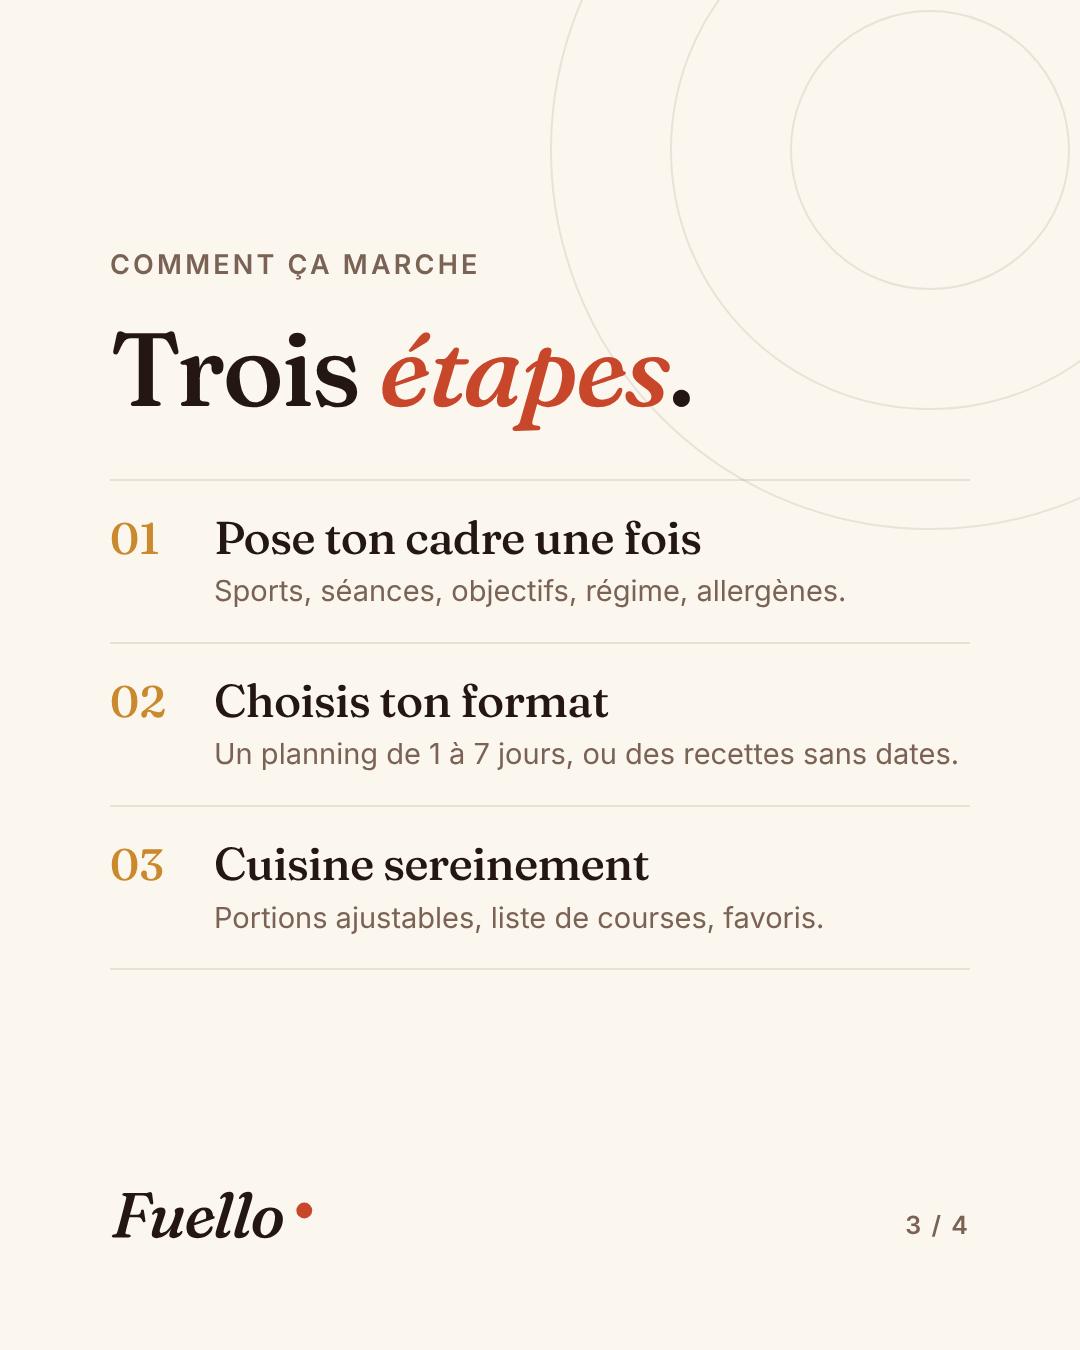 COMMENT ÇA MARCHE
Trois étapes.
01 Pose ton cadre une fois
Sports, séances, objectifs, régime, allergènes.
02 Choisis ton format
Un planning de 1 à 7 jours, ou des recettes sans dates.
03 Cuisine sereinement
Portions ajustables, liste de courses, favoris.
Fuello
3 / 4